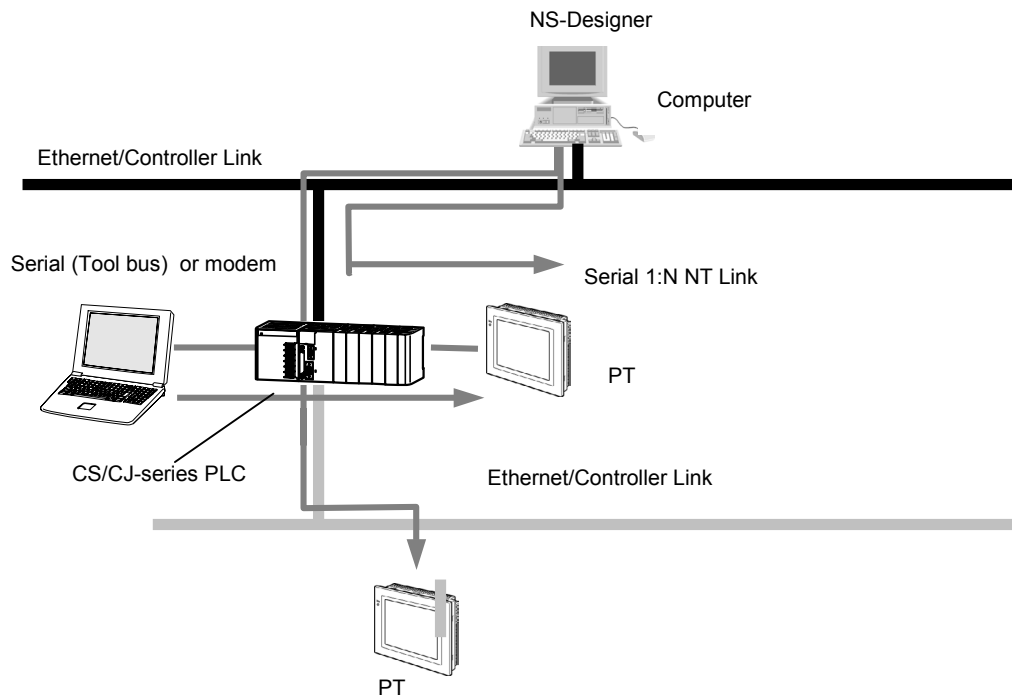 NS-Designer
Computer
Ethernet/Controller Link
Serial (Tool bus) or modem
Serial 1:N NT Link
PT
CS/CJ-series PLC
Ethernet/Controller Link
PT